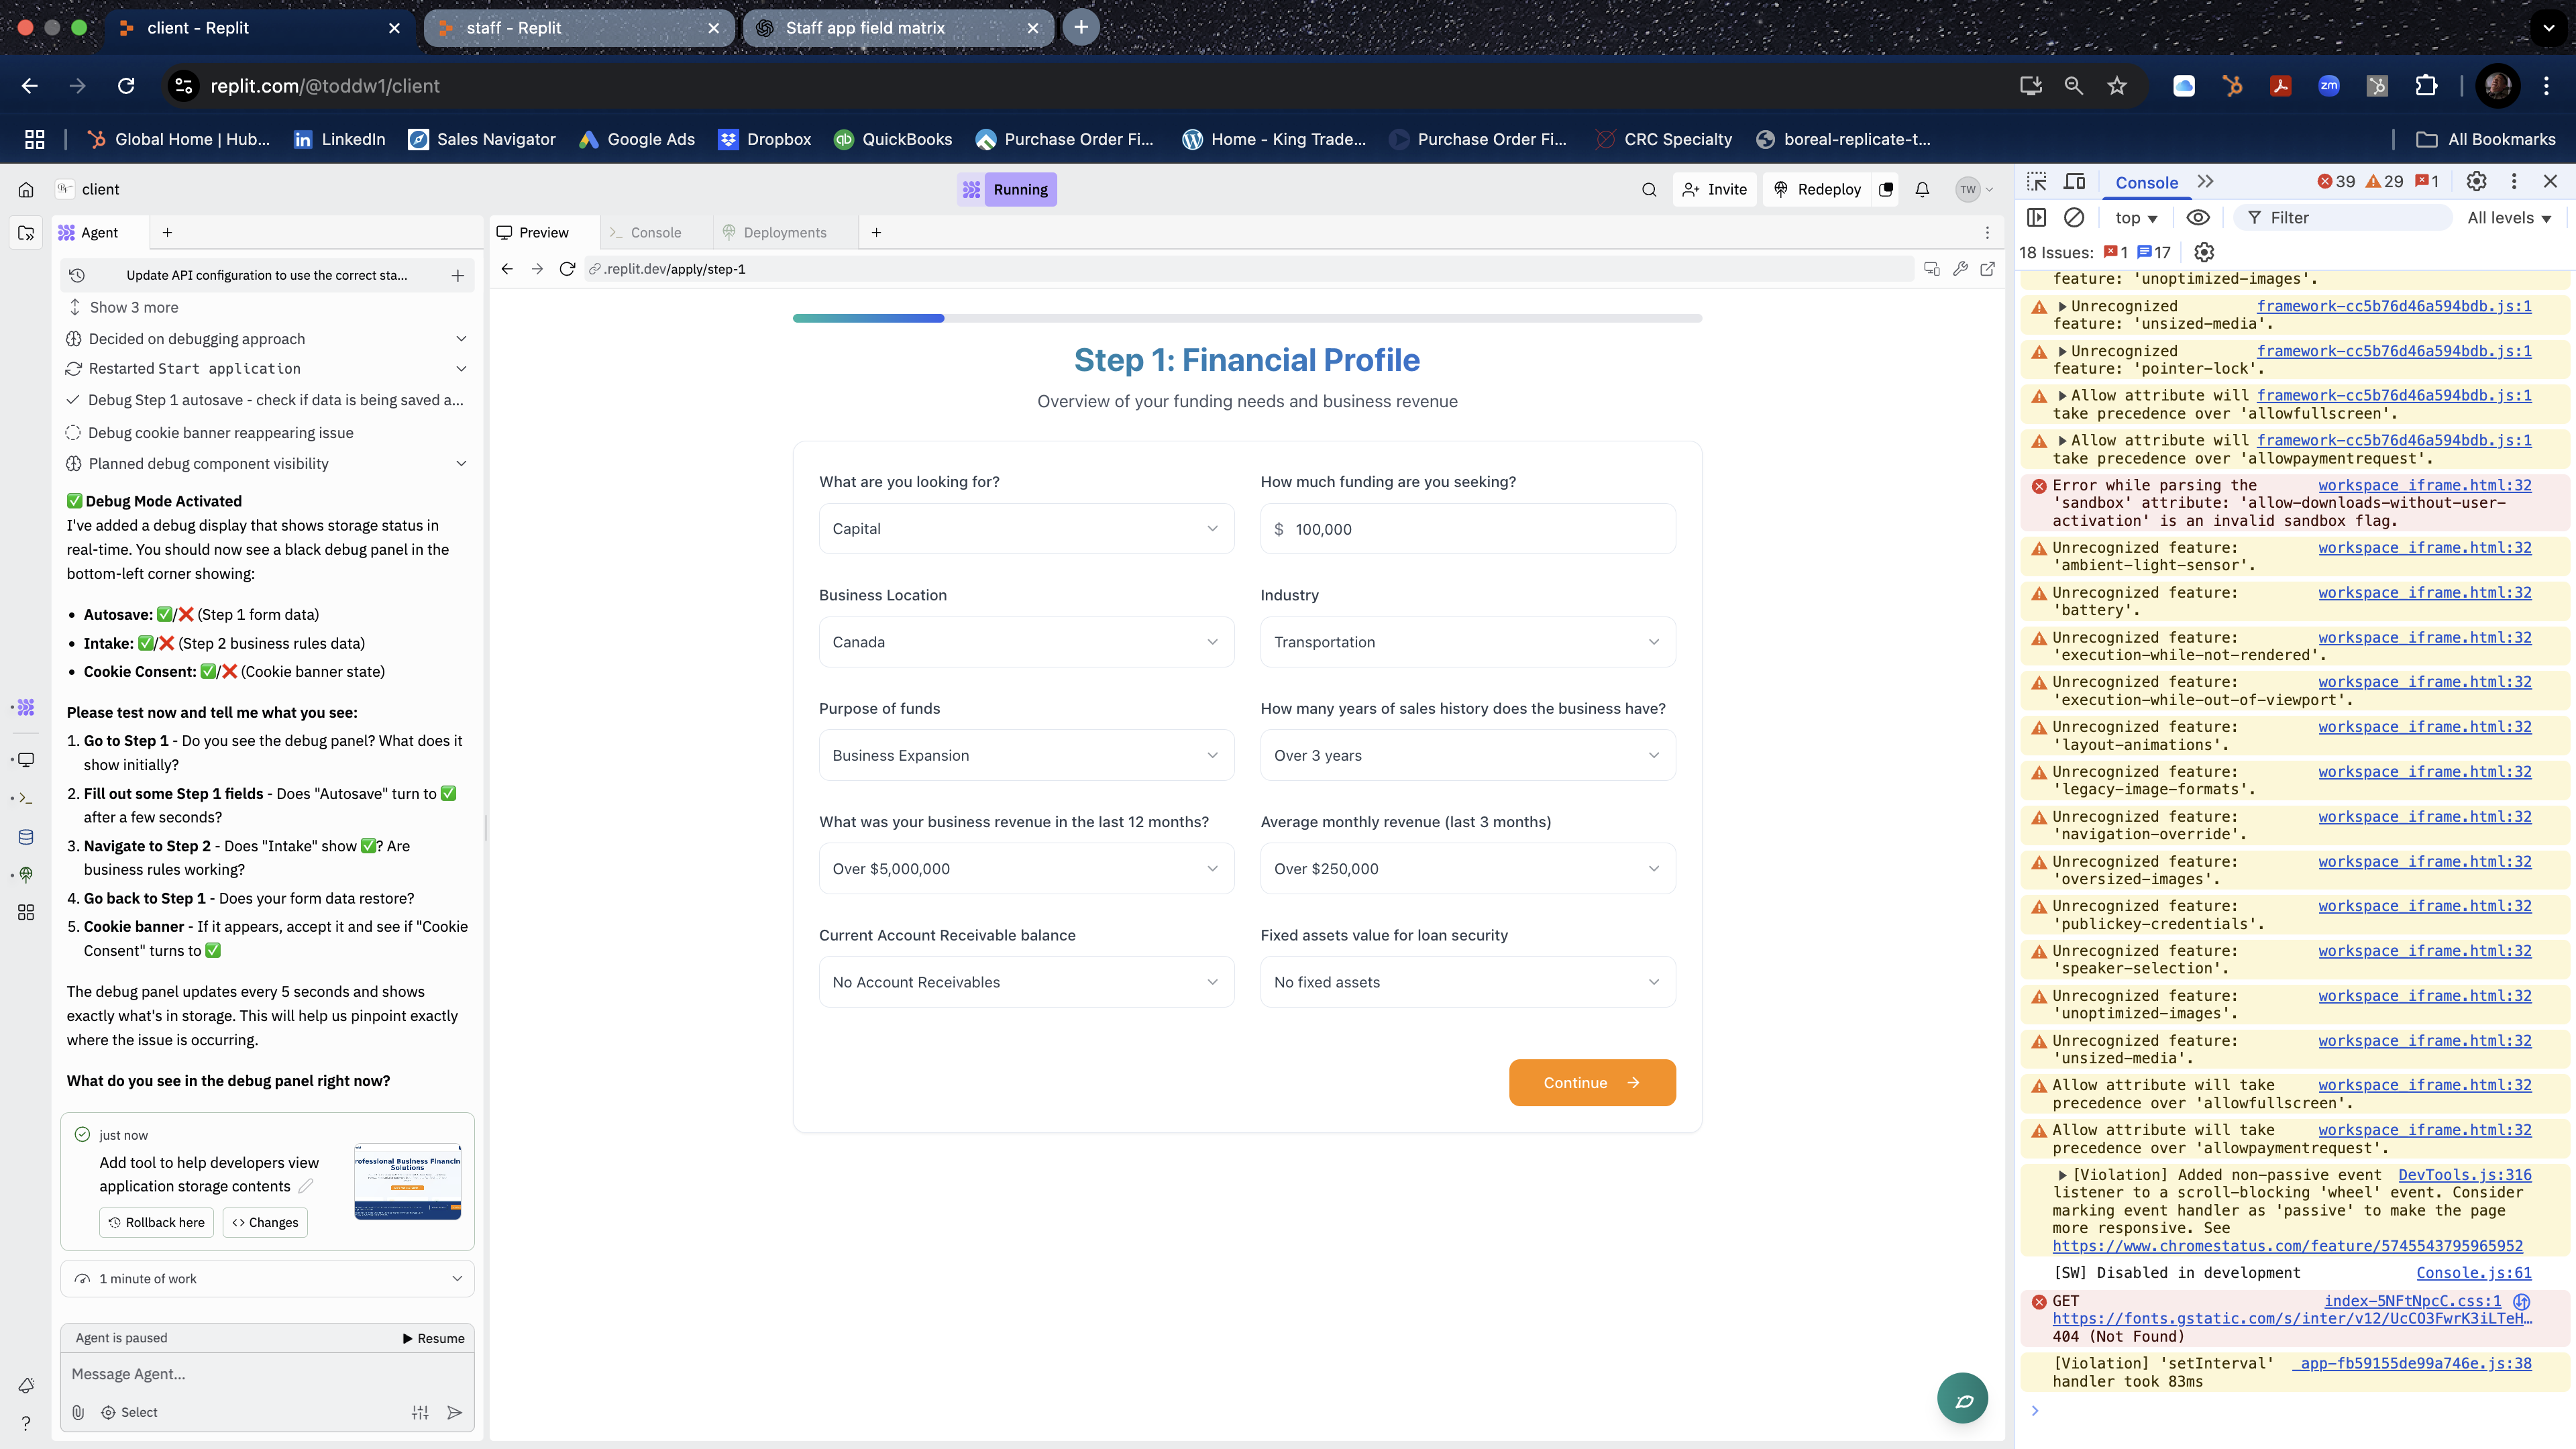 client - Replit
staff - Replit
Staff app field matrix
replit.com/@toddw1/client
Global Home | Hub...
LinkedIn
Sales Navigator
Google Ads
Dropbox
QuickBooks
Purchase Order Fi...
Home - King Trade...
Purchase Order Fi...
CRC Specialty
boreal-replicate-t...
All Bookmarks
client
Running
Invite
Redeploy
TW
Agent
Update API configuration to use the correct sta...
Show 3 more
Decided on debugging approach
Restarted Start application
Debug Step 1 autosave - check if data is being saved a...
Debug cookie banner reappearing issue
Planned debug component visibility
✅ Debug Mode Activated
I've added a debug display that shows storage status in
real-time. You should now see a black debug panel in the
bottom-left corner showing:
• Autosave: ✅/❌ (Step 1 form data)
• Intake: ✅/❌ (Step 2 business rules data)
• Cookie Consent: ✅/❌ (Cookie banner state)
Please test now and tell me what you see:
1. Go to Step 1 - Do you see the debug panel? What does it
show initially?
2. Fill out some Step 1 fields - Does "Autosave" turn to ✅
after a few seconds?
3. Navigate to Step 2 - Does "Intake" show ✅? Are
business rules working?
4. Go back to Step 1 - Does your form data restore?
5. Cookie banner - If it appears, accept it and see if "Cookie
Consent" turns to ✅
The debug panel updates every 5 seconds and shows
exactly what's in storage. This will help us pinpoint exactly
where the issue is occurring.
What do you see in the debug panel right now?
just now
Add tool to help developers view
application storage contents
Rollback here
Changes
1 minute of work
Agent is paused
Resume
Message Agent...
Select
Preview
Console
Deployments
.replit.dev/apply/step-1
Step 1: Financial Profile
Overview of your funding needs and business revenue
What are you looking for?
Capital
How much funding are you seeking?
$ 100,000
Business Location
Canada
Industry
Transportation
Purpose of funds
Business Expansion
How many years of sales history does the business have?
Over 3 years
What was your business revenue in the last 12 months?
Over $5,000,000
Average monthly revenue (last 3 months)
Over $250,000
Current Account Receivable balance
No Account Receivables
Fixed assets value for loan security
No fixed assets
Continue
Console
39
29
1
top
Filter
All levels
18 Issues:
1
17
feature: 'unoptimized-images'.
Unrecognized framework-cc5b76d46a594bdb.js:1
feature: 'unsized-media'.
Unrecognized framework-cc5b76d46a594bdb.js:1
feature: 'pointer-lock'.
Allow attribute will framework-cc5b76d46a594bdb.js:1
take precedence over 'allowfullscreen'.
Allow attribute will framework-cc5b76d46a594bdb.js:1
take precedence over 'allowpaymentrequest'.
Error while parsing the workspace_iframe.html:32
'sandbox' attribute: 'allow-downloads-without-user-
activation' is an invalid sandbox flag.
Unrecognized feature: workspace_iframe.html:32
'ambient-light-sensor'.
Unrecognized feature: workspace_iframe.html:32
'battery'.
Unrecognized feature: workspace_iframe.html:32
'execution-while-not-rendered'.
Unrecognized feature: workspace_iframe.html:32
'execution-while-out-of-viewport'.
Unrecognized feature: workspace_iframe.html:32
'layout-animations'.
Unrecognized feature: workspace_iframe.html:32
'legacy-image-formats'.
Unrecognized feature: workspace_iframe.html:32
'navigation-override'.
Unrecognized feature: workspace_iframe.html:32
'oversized-images'.
Unrecognized feature: workspace_iframe.html:32
'publickey-credentials'.
Unrecognized feature: workspace_iframe.html:32
'speaker-selection'.
Unrecognized feature: workspace_iframe.html:32
'unoptimized-images'.
Unrecognized feature: workspace_iframe.html:32
'unsized-media'.
Allow attribute will take workspace_iframe.html:32
precedence over 'allowfullscreen'.
Allow attribute will take workspace_iframe.html:32
precedence over 'allowpaymentrequest'.
[Violation] Added non-passive event DevTools.js:316
listener to a scroll-blocking 'wheel' event. Consider
marking event handler as 'passive' to make the page
more responsive. See
https://www.chromestatus.com/feature/5745543795965952
[SW] Disabled in development Console.js:61
GET index-5NFtNpcC.css:1
https://fonts.gstatic.com/s/inter/v12/UcCO3FwrK3iLTeH…
404 (Not Found)
[Violation] 'setInterval' _app-fb59155de99a746e.js:38
handler took 83ms